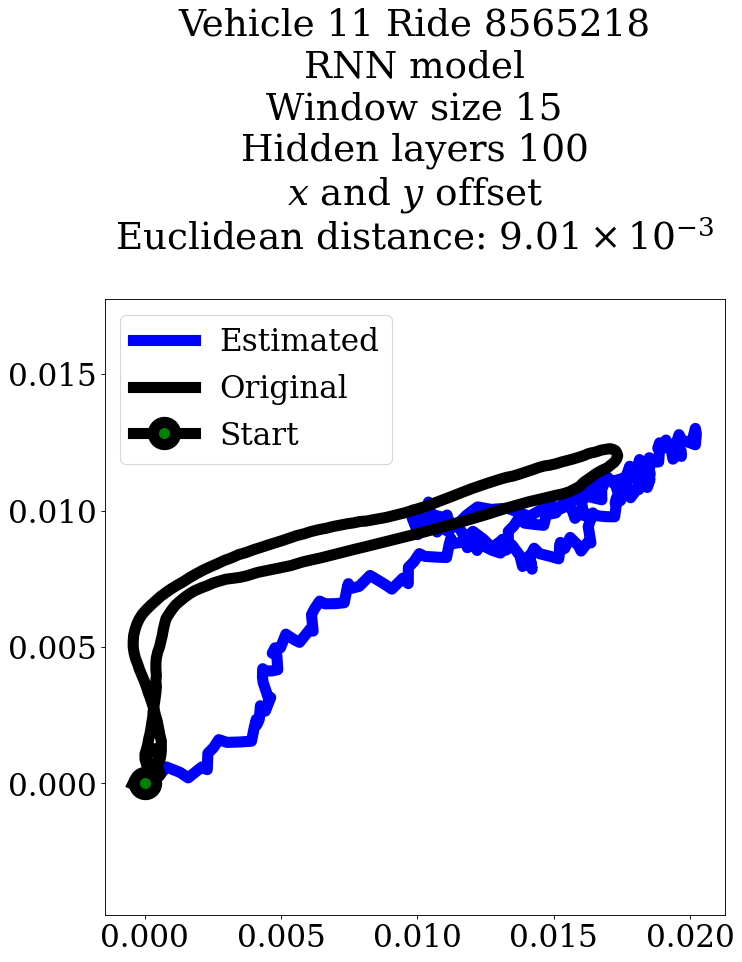 Vehicle 11 Ride 8565218
RNN model
Window size 15
Hidden layers 100
x and y offset
Euclidean distance: 9.01 × 10⁻³
Estimated
Original
Start
0.015
0.010
0.005
0.000
0.000 0.005 0.010 0.015 0.020